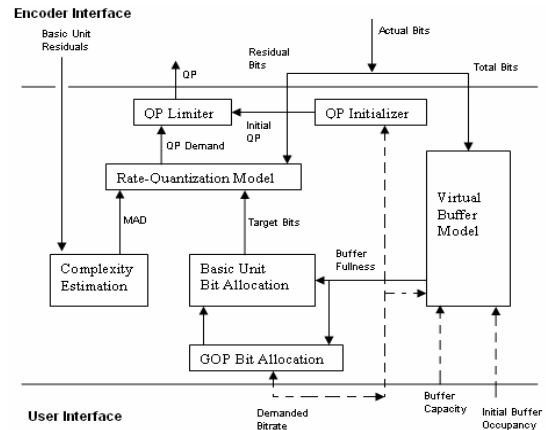 Encoder Interface
Basic Unit
Residuals
Actual Bits
Residual
Bits
QP
Total Bits
QP Limiter
QP Initializer
Initial
QP
QP Demand
Rate-Quantization Model
Virtual
Buffer
Model
MAD
Target Bits
Complexity
Estimation
Basic Unit
Bit Allocation
Buffer
Fullness
GOP Bit Allocation
User Interface
Demanded
Bitrate
Buffer
Capacity
Initial Buffer
Occupancy